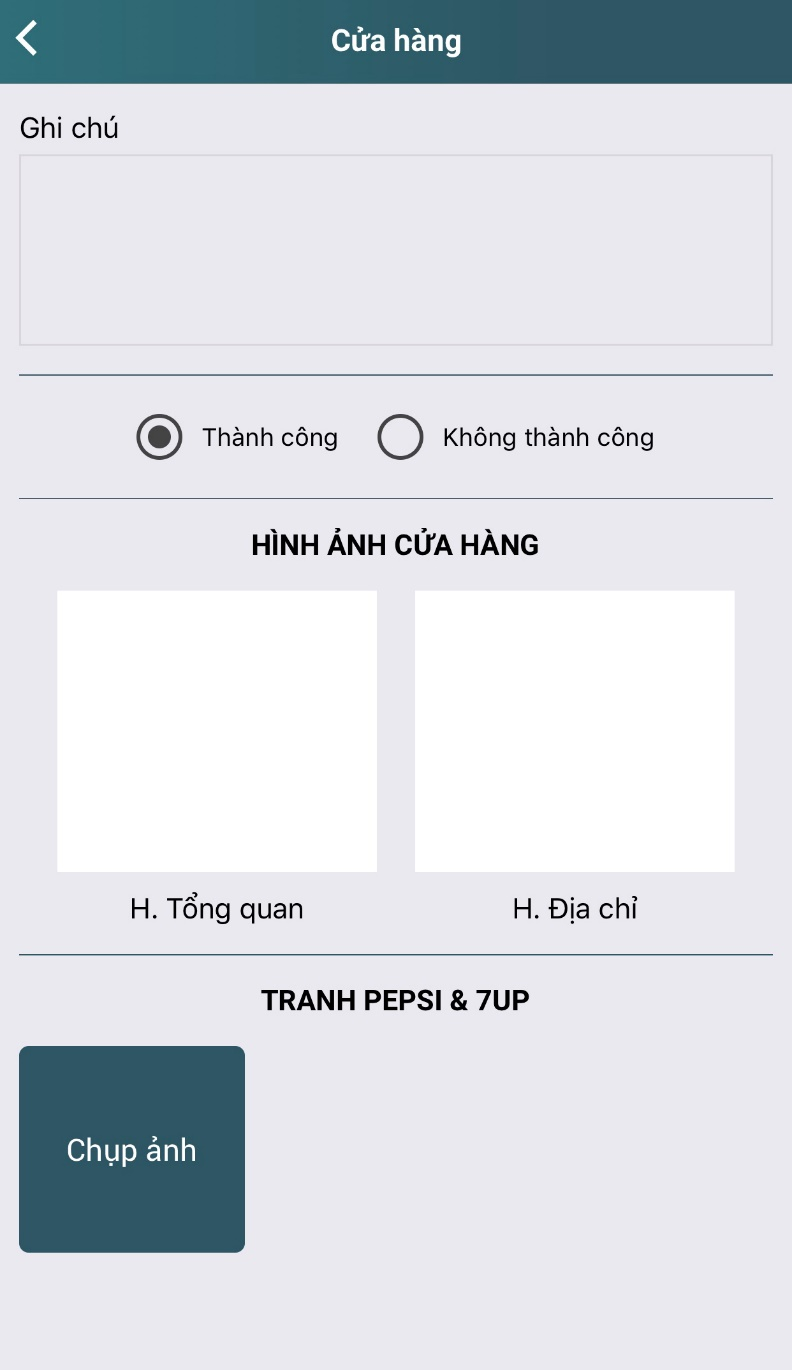 Cửa hàng
Ghi chú
Thành công Không thành công
HÌNH ẢNH CỬA HÀNG
H. Tổng quan H. Địa chỉ
TRANH PEPSI & 7UP
Chụp ảnh